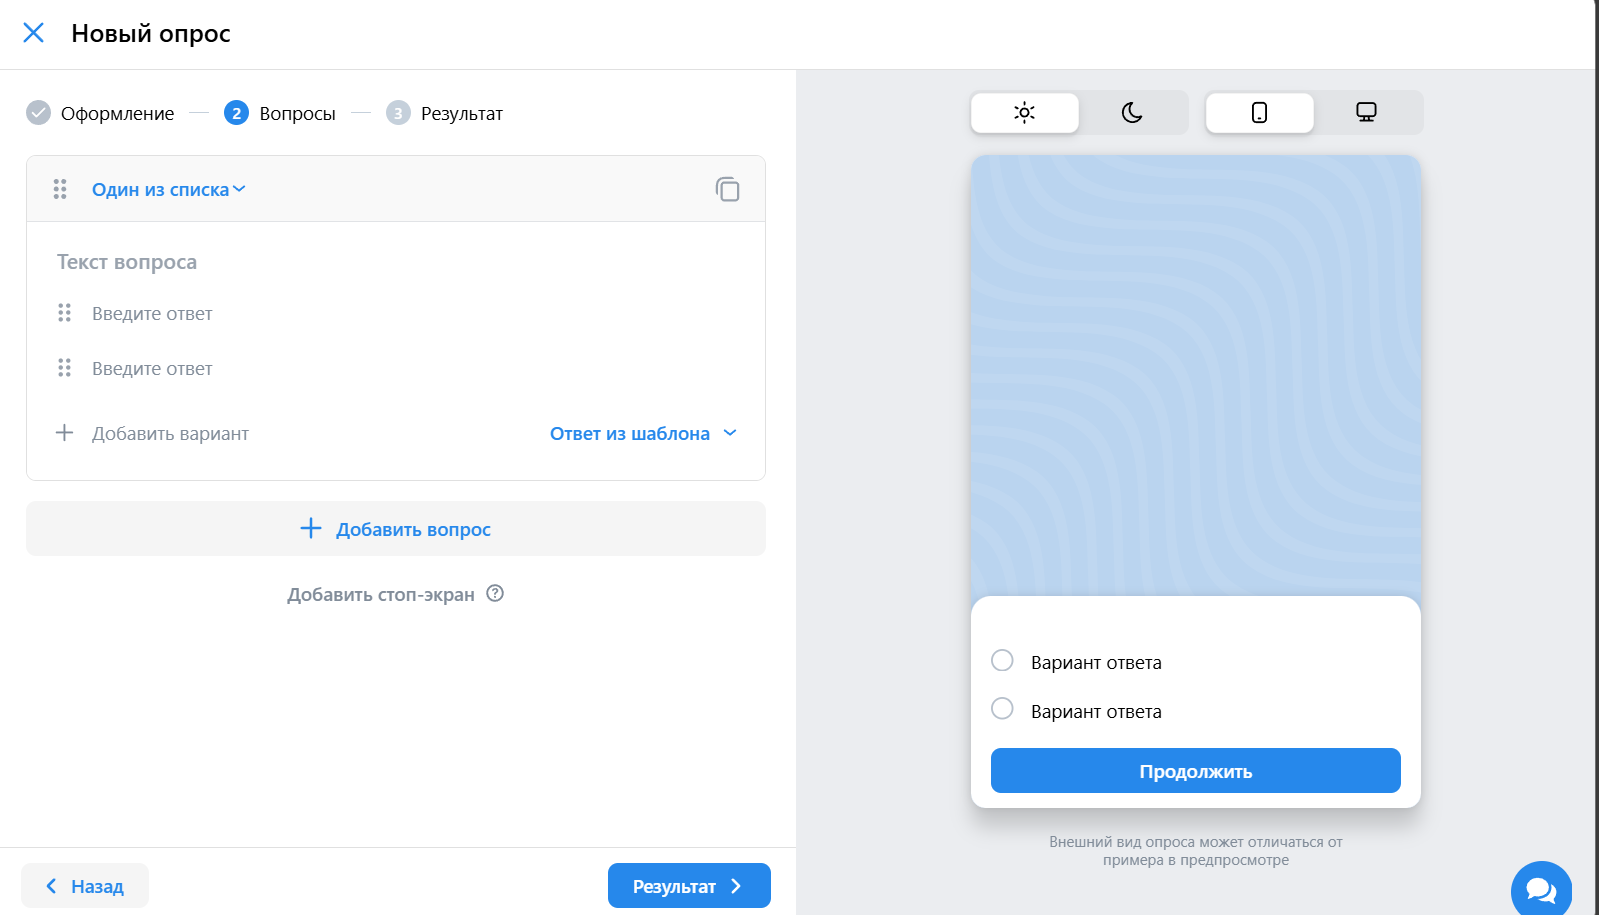 Новый опрос
Оформление
2 Вопросы
3 Результат
Один из списка
Текст вопроса
Введите ответ
Введите ответ
Добавить вариант
Ответ из шаблона
Добавить вопрос
Добавить стоп-экран ?
Назад
Результат
Вариант ответа
Вариант ответа
Продолжить
Внешний вид опроса может отличаться от
примера в предпросмотре